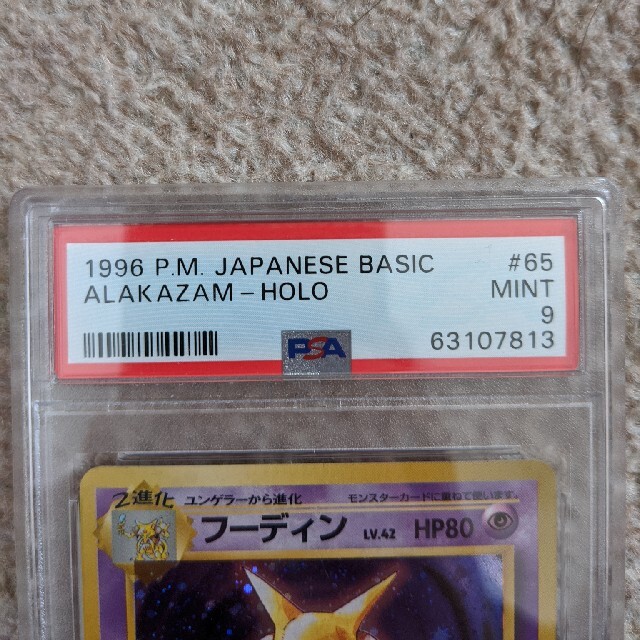 1996 P.M. JAPANESE BASIC #65
ALAKAZAM - HOLO MINT
9
PSA 63107813
2進化 ユンゲラーから進化 モンスターカードに重ねて使います。
フーディン LV.42 HP80